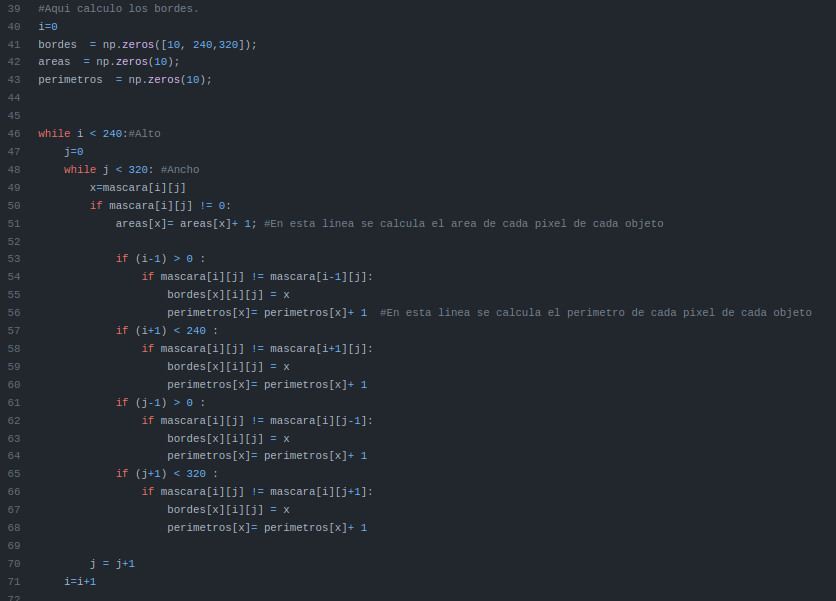 39 #Aqui calculo los bordes.
40 i=0
41 bordes  = np.zeros([10, 240,320]);
42 areas  = np.zeros(10);
43 perimetros  = np.zeros(10);
44
45
46 while i < 240:#Alto
47     j=0
48     while j < 320: #Ancho
49         x=mascara[i][j]
50         if mascara[i][j] != 0:
51             areas[x]= areas[x]+ 1; #En esta linea se calcula el area de cada pixel de cada objeto
52
53             if (i-1) > 0 :
54                 if mascara[i][j] != mascara[i-1][j]:
55                     bordes[x][i][j] = x
56                     perimetros[x]= perimetros[x]+ 1  #En esta linea se calcula el perimetro de cada pixel de cada objeto
57             if (i+1) < 240 :
58                 if mascara[i][j] != mascara[i+1][j]:
59                     bordes[x][i][j] = x
60                     perimetros[x]= perimetros[x]+ 1
61             if (j-1) > 0 :
62                 if mascara[i][j] != mascara[i][j-1]:
63                     bordes[x][i][j] = x
64                     perimetros[x]= perimetros[x]+ 1
65             if (j+1) < 320 :
66                 if mascara[i][j] != mascara[i][j+1]:
67                     bordes[x][i][j] = x
68                     perimetros[x]= perimetros[x]+ 1
69
70         j = j+1
71     i=i+1
72